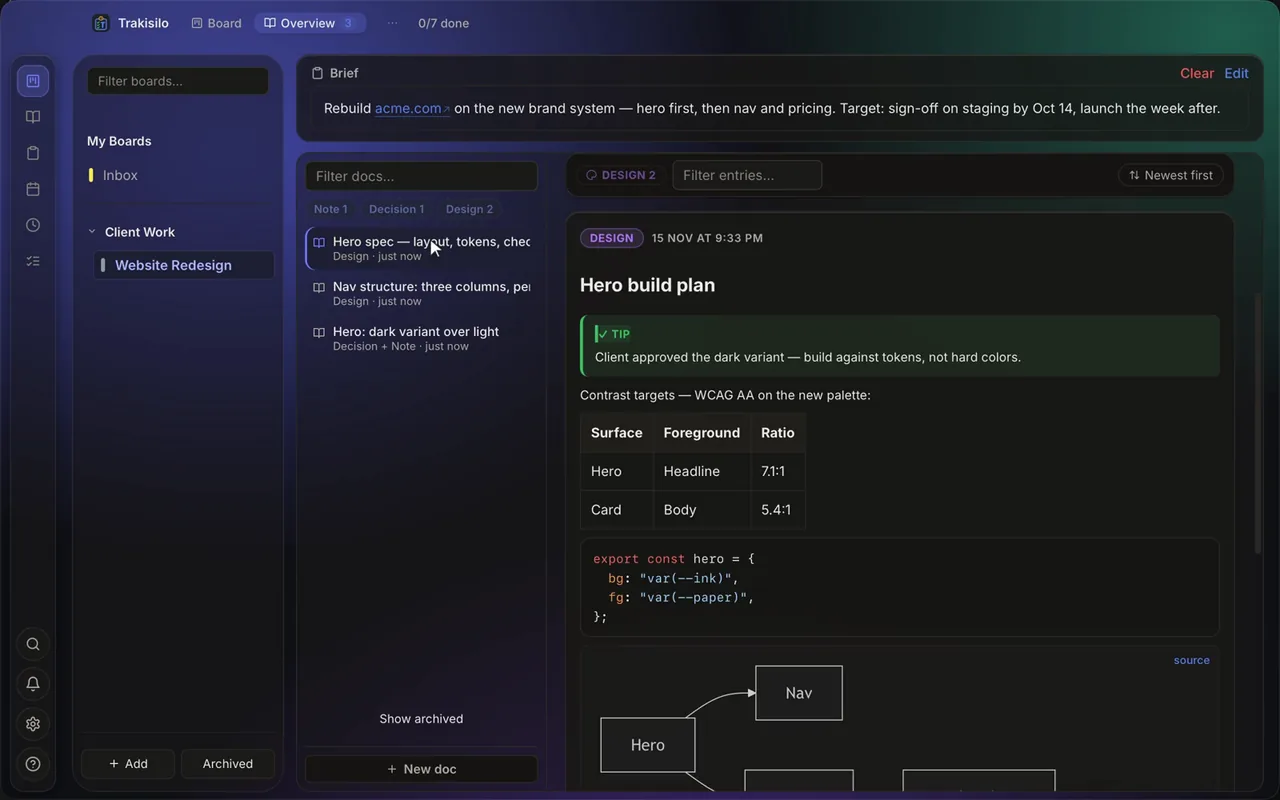 Trakisilo
Board
Overview 3
···
0/7 done
Filter boards...
My Boards
Inbox
Client Work
Website Redesign
+ Add
Archived
Brief
Clear
Edit
Rebuild acme.com↗ on the new brand system — hero first, then nav and pricing. Target: sign-off on staging by Oct 14, launch the week after.
Filter docs...
Note 1
Decision 1
Design 2
Hero spec — layout, tokens, chec
Design · just now
Nav structure: three columns, per
Design · just now
Hero: dark variant over light
Decision + Note · just now
Show archived
+ New doc
DESIGN 2
Filter entries...
Newest first
DESIGN
15 NOV AT 9:33 PM
Hero build plan
TIP
Client approved the dark variant — build against tokens, not hard colors.
Contrast targets — WCAG AA on the new palette:
Surface Foreground Ratio
Hero Headline 7.1:1
Card Body 5.4:1
export const hero = {
  bg: "var(--ink)",
  fg: "var(--paper)",
};
source
Nav
Hero